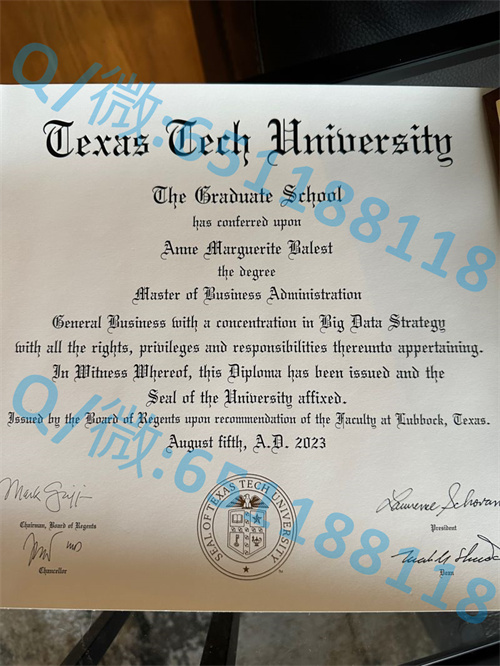 Texas Tech University
The Graduate School
has conferred upon
Anne Marguerite Balest
the degree
Master of Business Administration
General Business with a concentration in Big Data Strategy
with all the rights, privileges and responsibilities thereunto appertaining.
In Witness Whereof, this Diploma has been issued and the
Seal of the University affixed.
Issued by the Board of Regents upon recommendation of the Faculty at Lubbock, Texas.
August fifth, A.D. 2023
Chairman, Board of Regents
Chancellor
SEAL OF TEXAS TECH UNIVERSITY
President
Dean
Q/微:651188118
Q/微:651188118